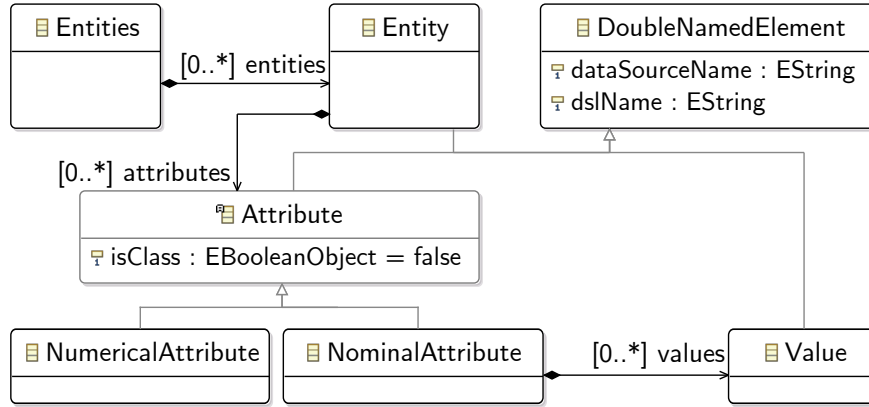 Entities
Entity
DoubleNamedElement
[0..*] entities
dataSourceName : EString
dslName : EString
[0..*] attributes
Attribute
isClass : EBooleanObject = false
NumericalAttribute
NominalAttribute
[0..*] values
Value